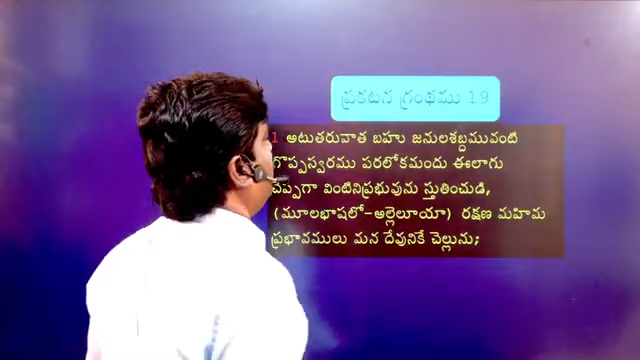 ప్రకటన గ్రంథము 19
1 అటుతరువాత బహు జనులశబ్దమువంటి
గొప్పస్వరము పరలోకమందు ఈలాగు
చెప్పగా వింటినిప్రభువును స్తుతించుడి,
(మూలభాషలో-అల్లెలూయా) రక్షణ మహిమ
ప్రభావములు మన దేవునికే చెల్లును;